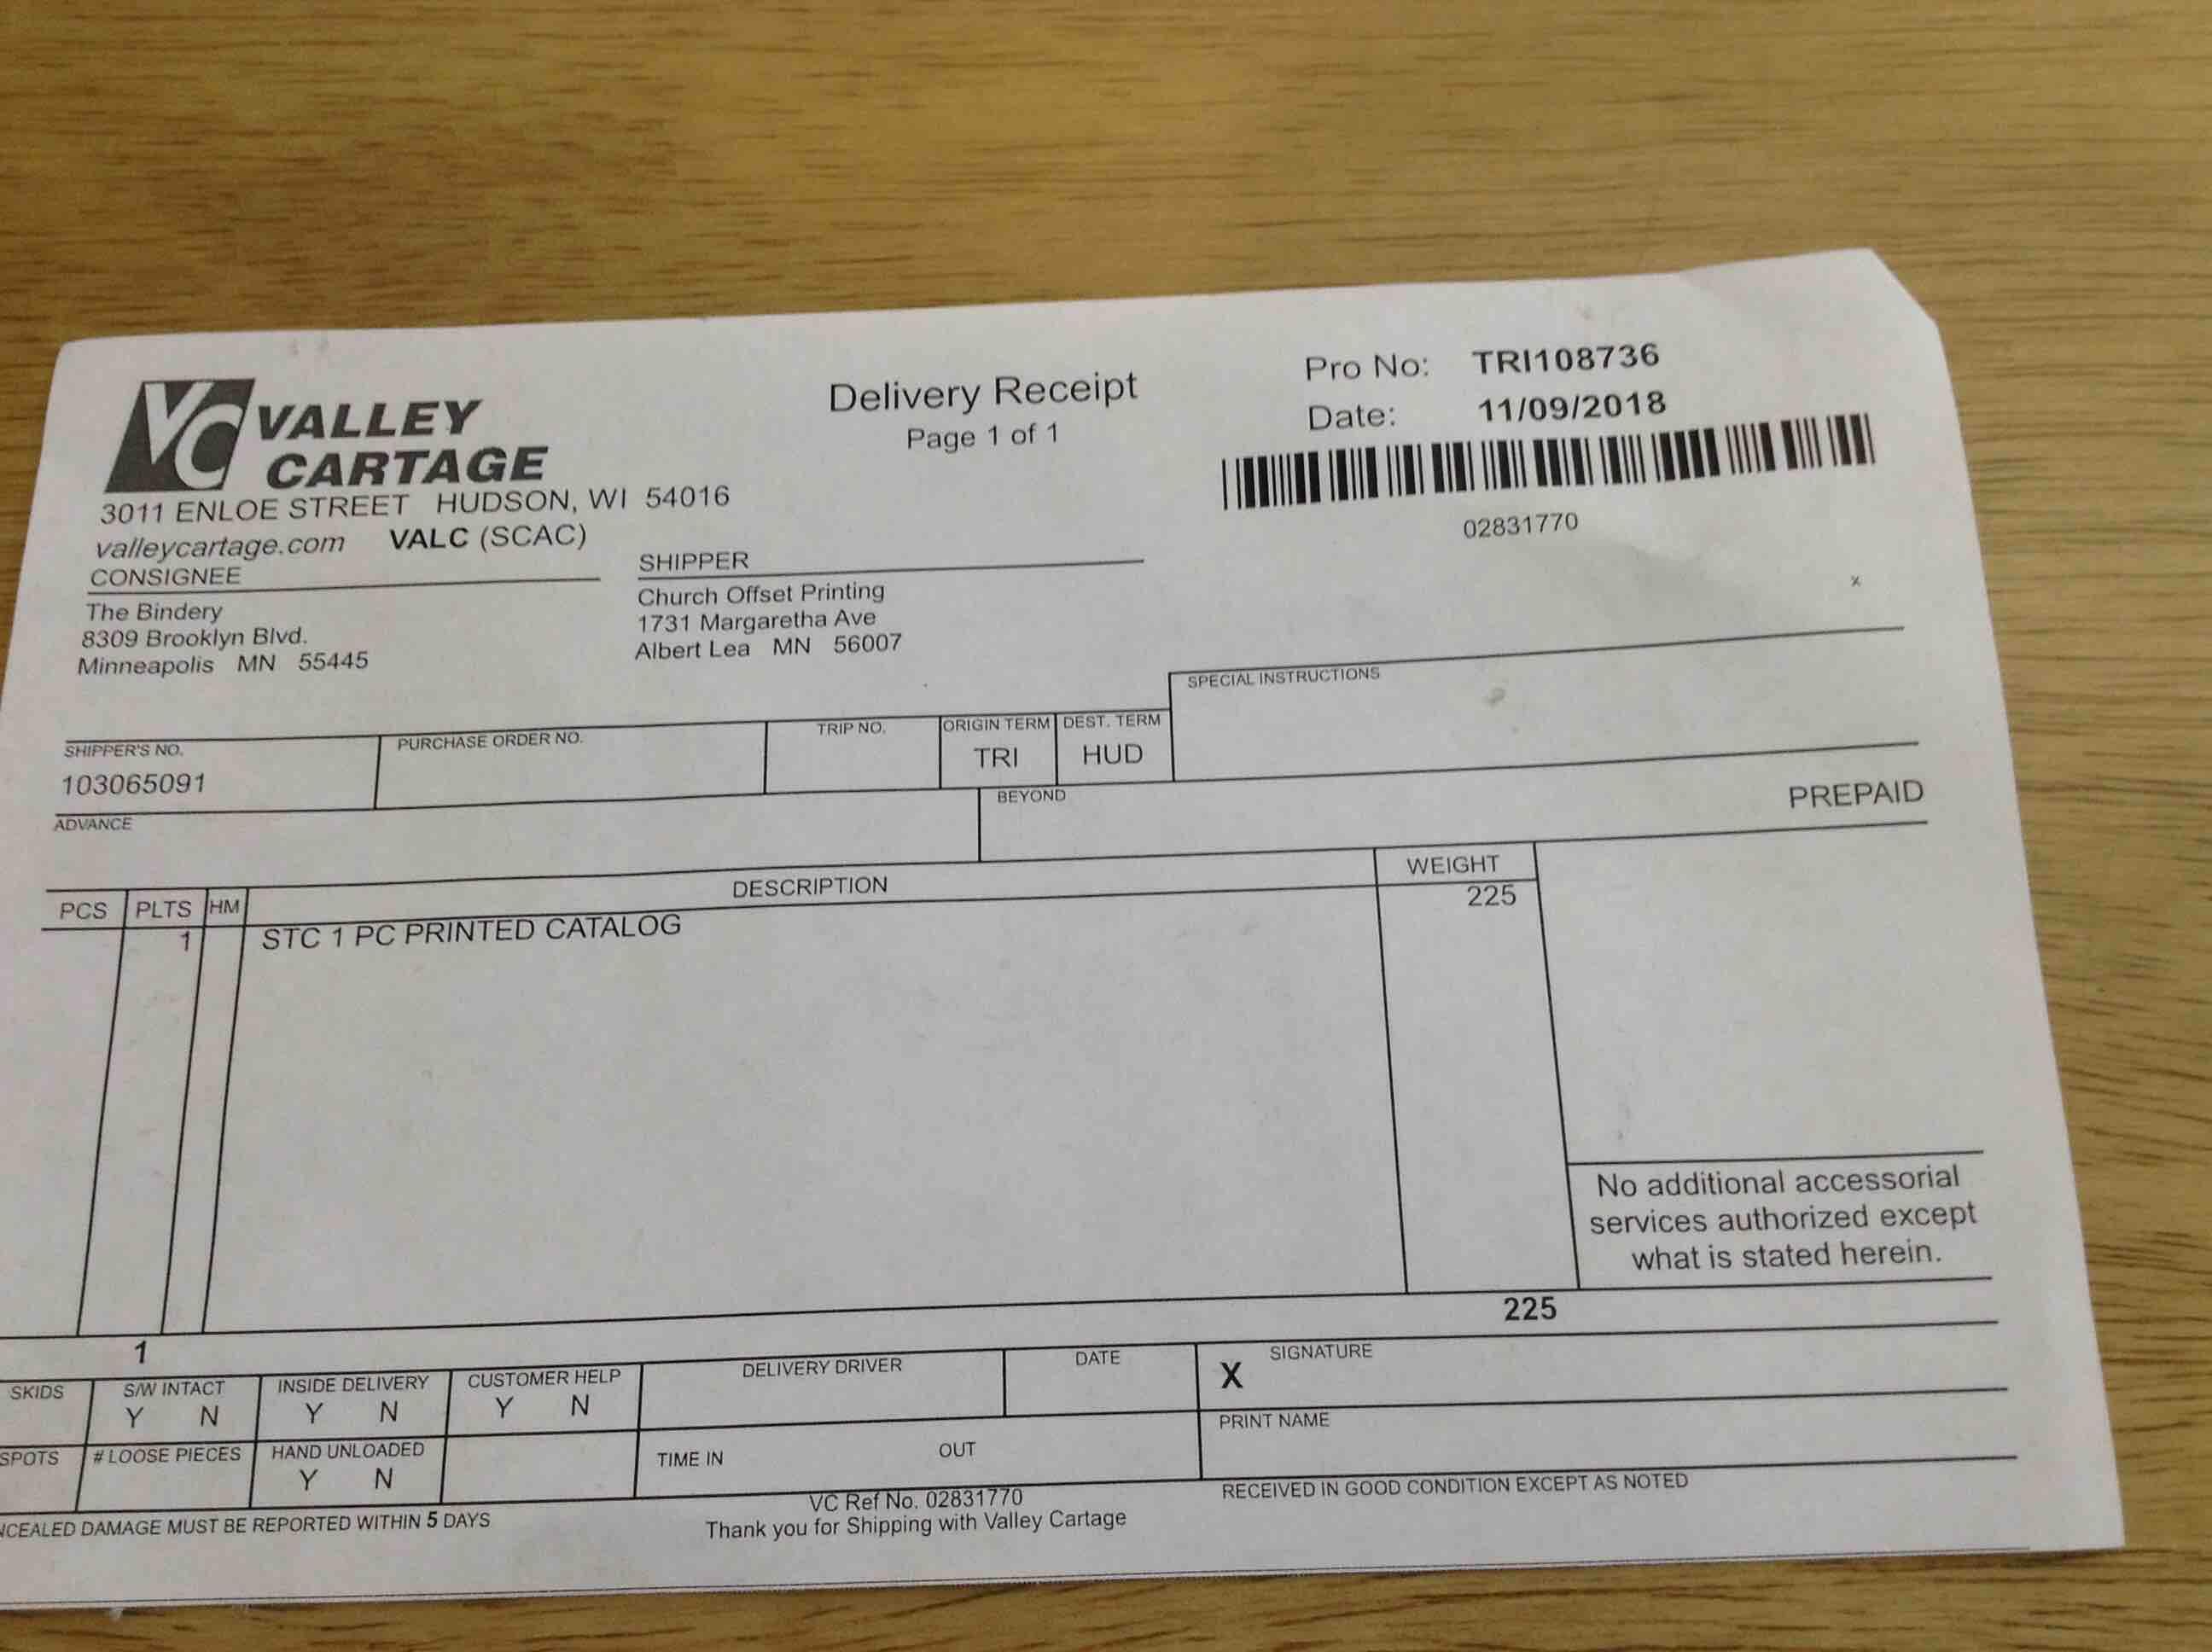 VC VALLEY
CARTAGE
3011 ENLOE STREET HUDSON, WI 54016
valleycartage.com VALC (SCAC)
Delivery Receipt
Page 1 of 1
Pro No: TRI108736
Date: 11/09/2018
02831770
x
CONSIGNEE
The Bindery
8309 Brooklyn Blvd.
Minneapolis MN 55445
SHIPPER
Church Offset Printing
1731 Margaretha Ave
Albert Lea MN 56007
SPECIAL INSTRUCTIONS
SHIPPER'S NO. PURCHASE ORDER NO. TRIP NO. ORIGIN TERM DEST. TERM
103065091 TRI HUD
ADVANCE BEYOND PREPAID
PCS PLTS HM DESCRIPTION WEIGHT
1 STC 1 PC PRINTED CATALOG 225
No additional accessorial
services authorized except
what is stated herein.
1 225
SKIDS S/W INTACT INSIDE DELIVERY CUSTOMER HELP DELIVERY DRIVER DATE SIGNATURE
Y N Y N Y N X
PRINT NAME
SPOTS # LOOSE PIECES HAND UNLOADED TIME IN OUT
Y N
NCEALED DAMAGE MUST BE REPORTED WITHIN 5 DAYS
VC Ref No. 02831770
Thank you for Shipping with Valley Cartage
RECEIVED IN GOOD CONDITION EXCEPT AS NOTED